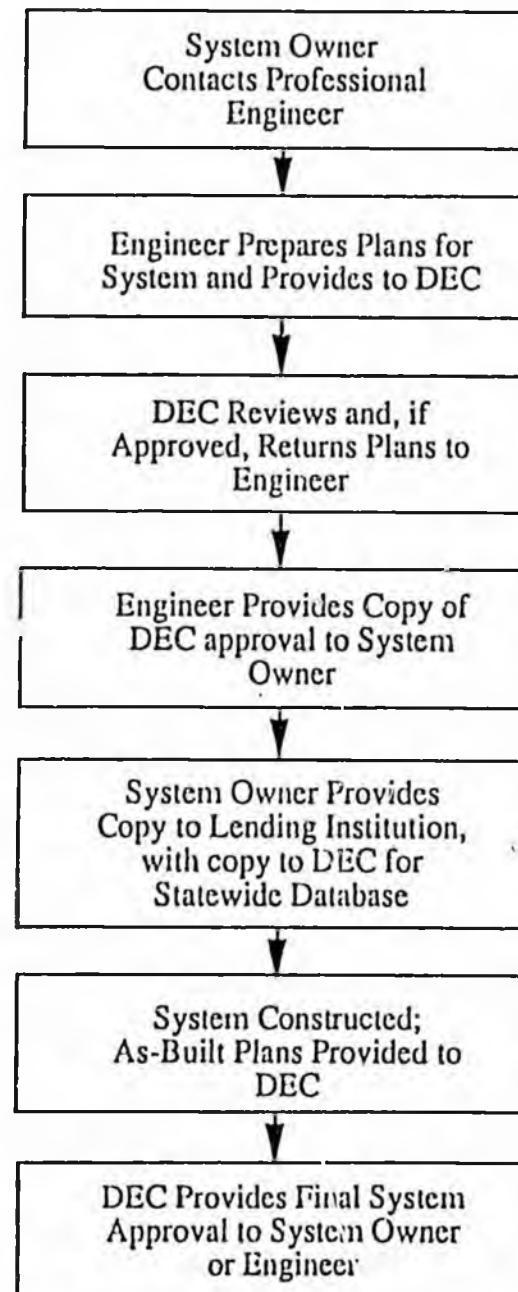 System Owner
Contacts Professional
Engineer
Engineer Prepares Plans for
System and Provides to DEC
DEC Reviews and, if
Approved, Returns Plans to
Engineer
Engineer Provides Copy of
DEC approval to System
Owner
System Owner Provides
Copy to Lending Institution,
with copy to DEC for
Statewide Database
System Constructed;
As-Built Plans Provided to
DEC
DEC Provides Final System
Approval to System Owner
or Engineer